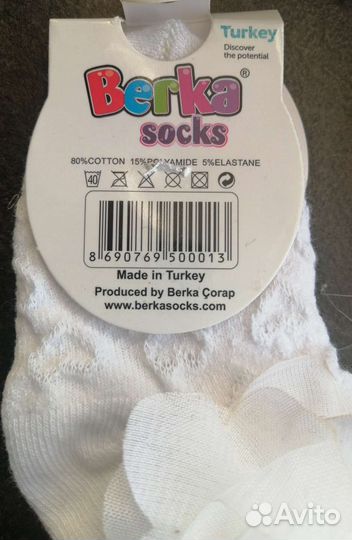 Turkey
Discover
the potential
Berka®
socks
80%COTTON 15%POLYAMIDE 5%ELASTANE
40
8 690769 500013
Made in Turkey
Produced by Berka Çorap
www.berkasocks.com
Avito